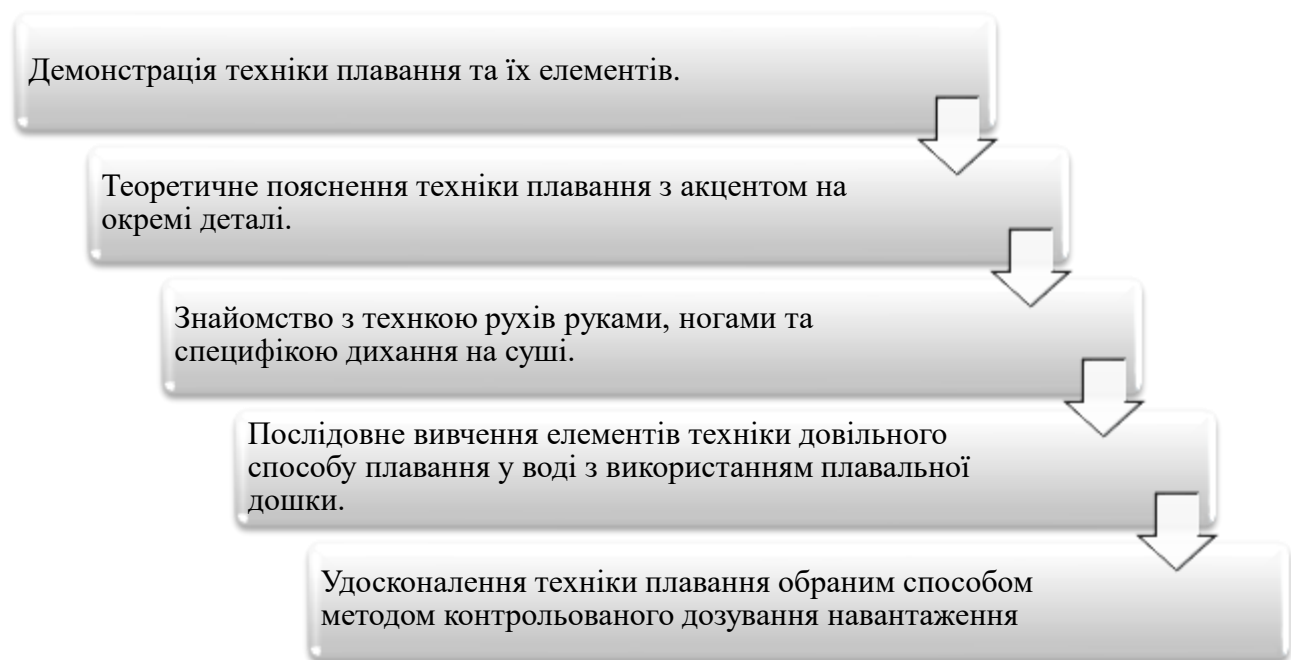 Демонстрація техніки плавання та їх елементів.
Теоретичне пояснення техніки плавання з акцентом на
окремі деталі.
Знайомство з технкою рухів руками, ногами та
специфікою дихання на суші.
Послідовне вивчення елементів техніки довільного
способу плавання у воді з використанням плавальної
дошки.
Удосконалення техніки плавання обраним способом
методом контрольованого дозування навантаження